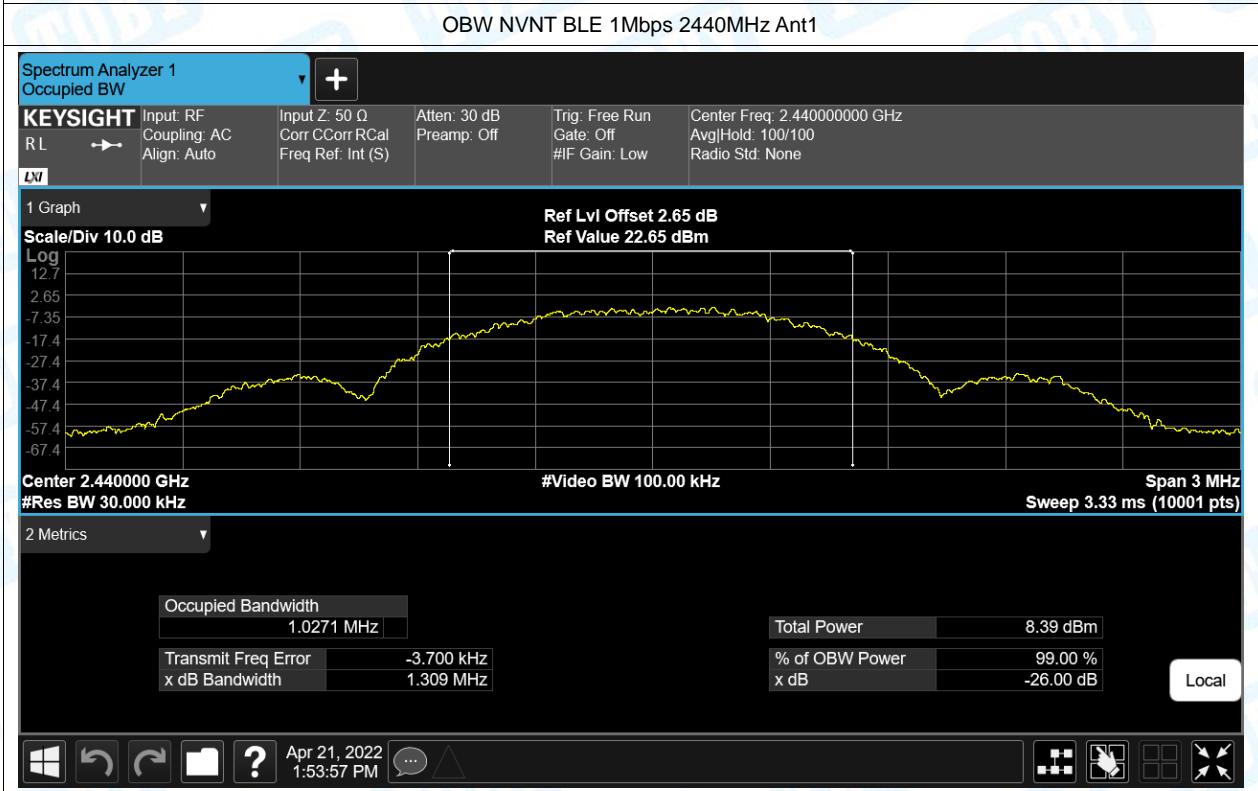 OBW NVNT BLE 1Mbps 2440MHz Ant1
Spectrum Analyzer 1
Occupied BW
KEYSIGHT
RL
LXI
Input: RF
Coupling: AC
Align: Auto
Input Z: 50 Ω
Corr CCorr RCal
Freq Ref: Int (S)
Atten: 30 dB
Preamp: Off
Trig: Free Run
Gate: Off
#IF Gain: Low
Center Freq: 2.440000000 GHz
Avg|Hold: 100/100
Radio Std: None
1 Graph
Scale/Div 10.0 dB
Ref Lvl Offset 2.65 dB
Ref Value 22.65 dBm
Log
12.7
2.65
-7.35
-17.4
-27.4
-37.4
-47.4
-57.4
-67.4
Center 2.440000 GHz
#Video BW 100.00 kHz
Span 3 MHz
#Res BW 30.000 kHz
Sweep 3.33 ms (10001 pts)
2 Metrics
Occupied Bandwidth
1.0271 MHz
Total Power 8.39 dBm
Transmit Freq Error -3.700 kHz
% of OBW Power 99.00 %
x dB Bandwidth 1.309 MHz
x dB -26.00 dB
Local
?
Apr 21, 2022
1:53:57 PM